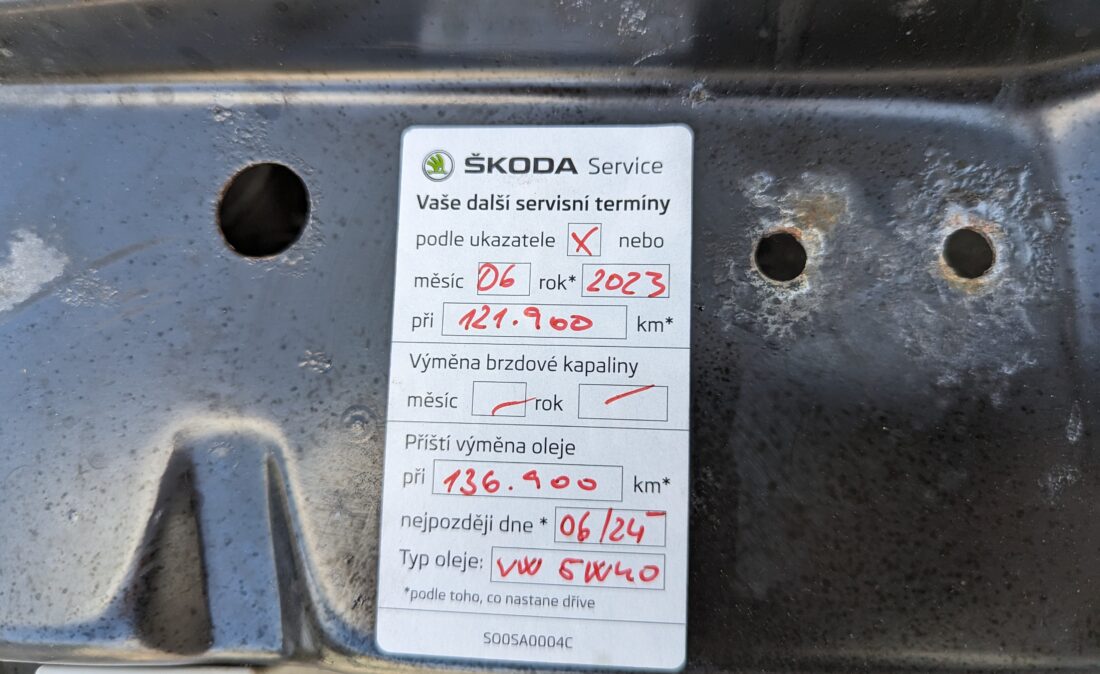 ŠKODA Service
Vaše další servisní termíny
podle ukazatele X nebo
měsíc 06 rok* 2023
při 121.900 km*
Výměna brzdové kapaliny
měsíc – rok –
Příští výměna oleje
při 136.900 km*
nejpozději dne * 06/24
Typ oleje: VW 5W40
*podle toho, co nastane dříve
S00SA0004C